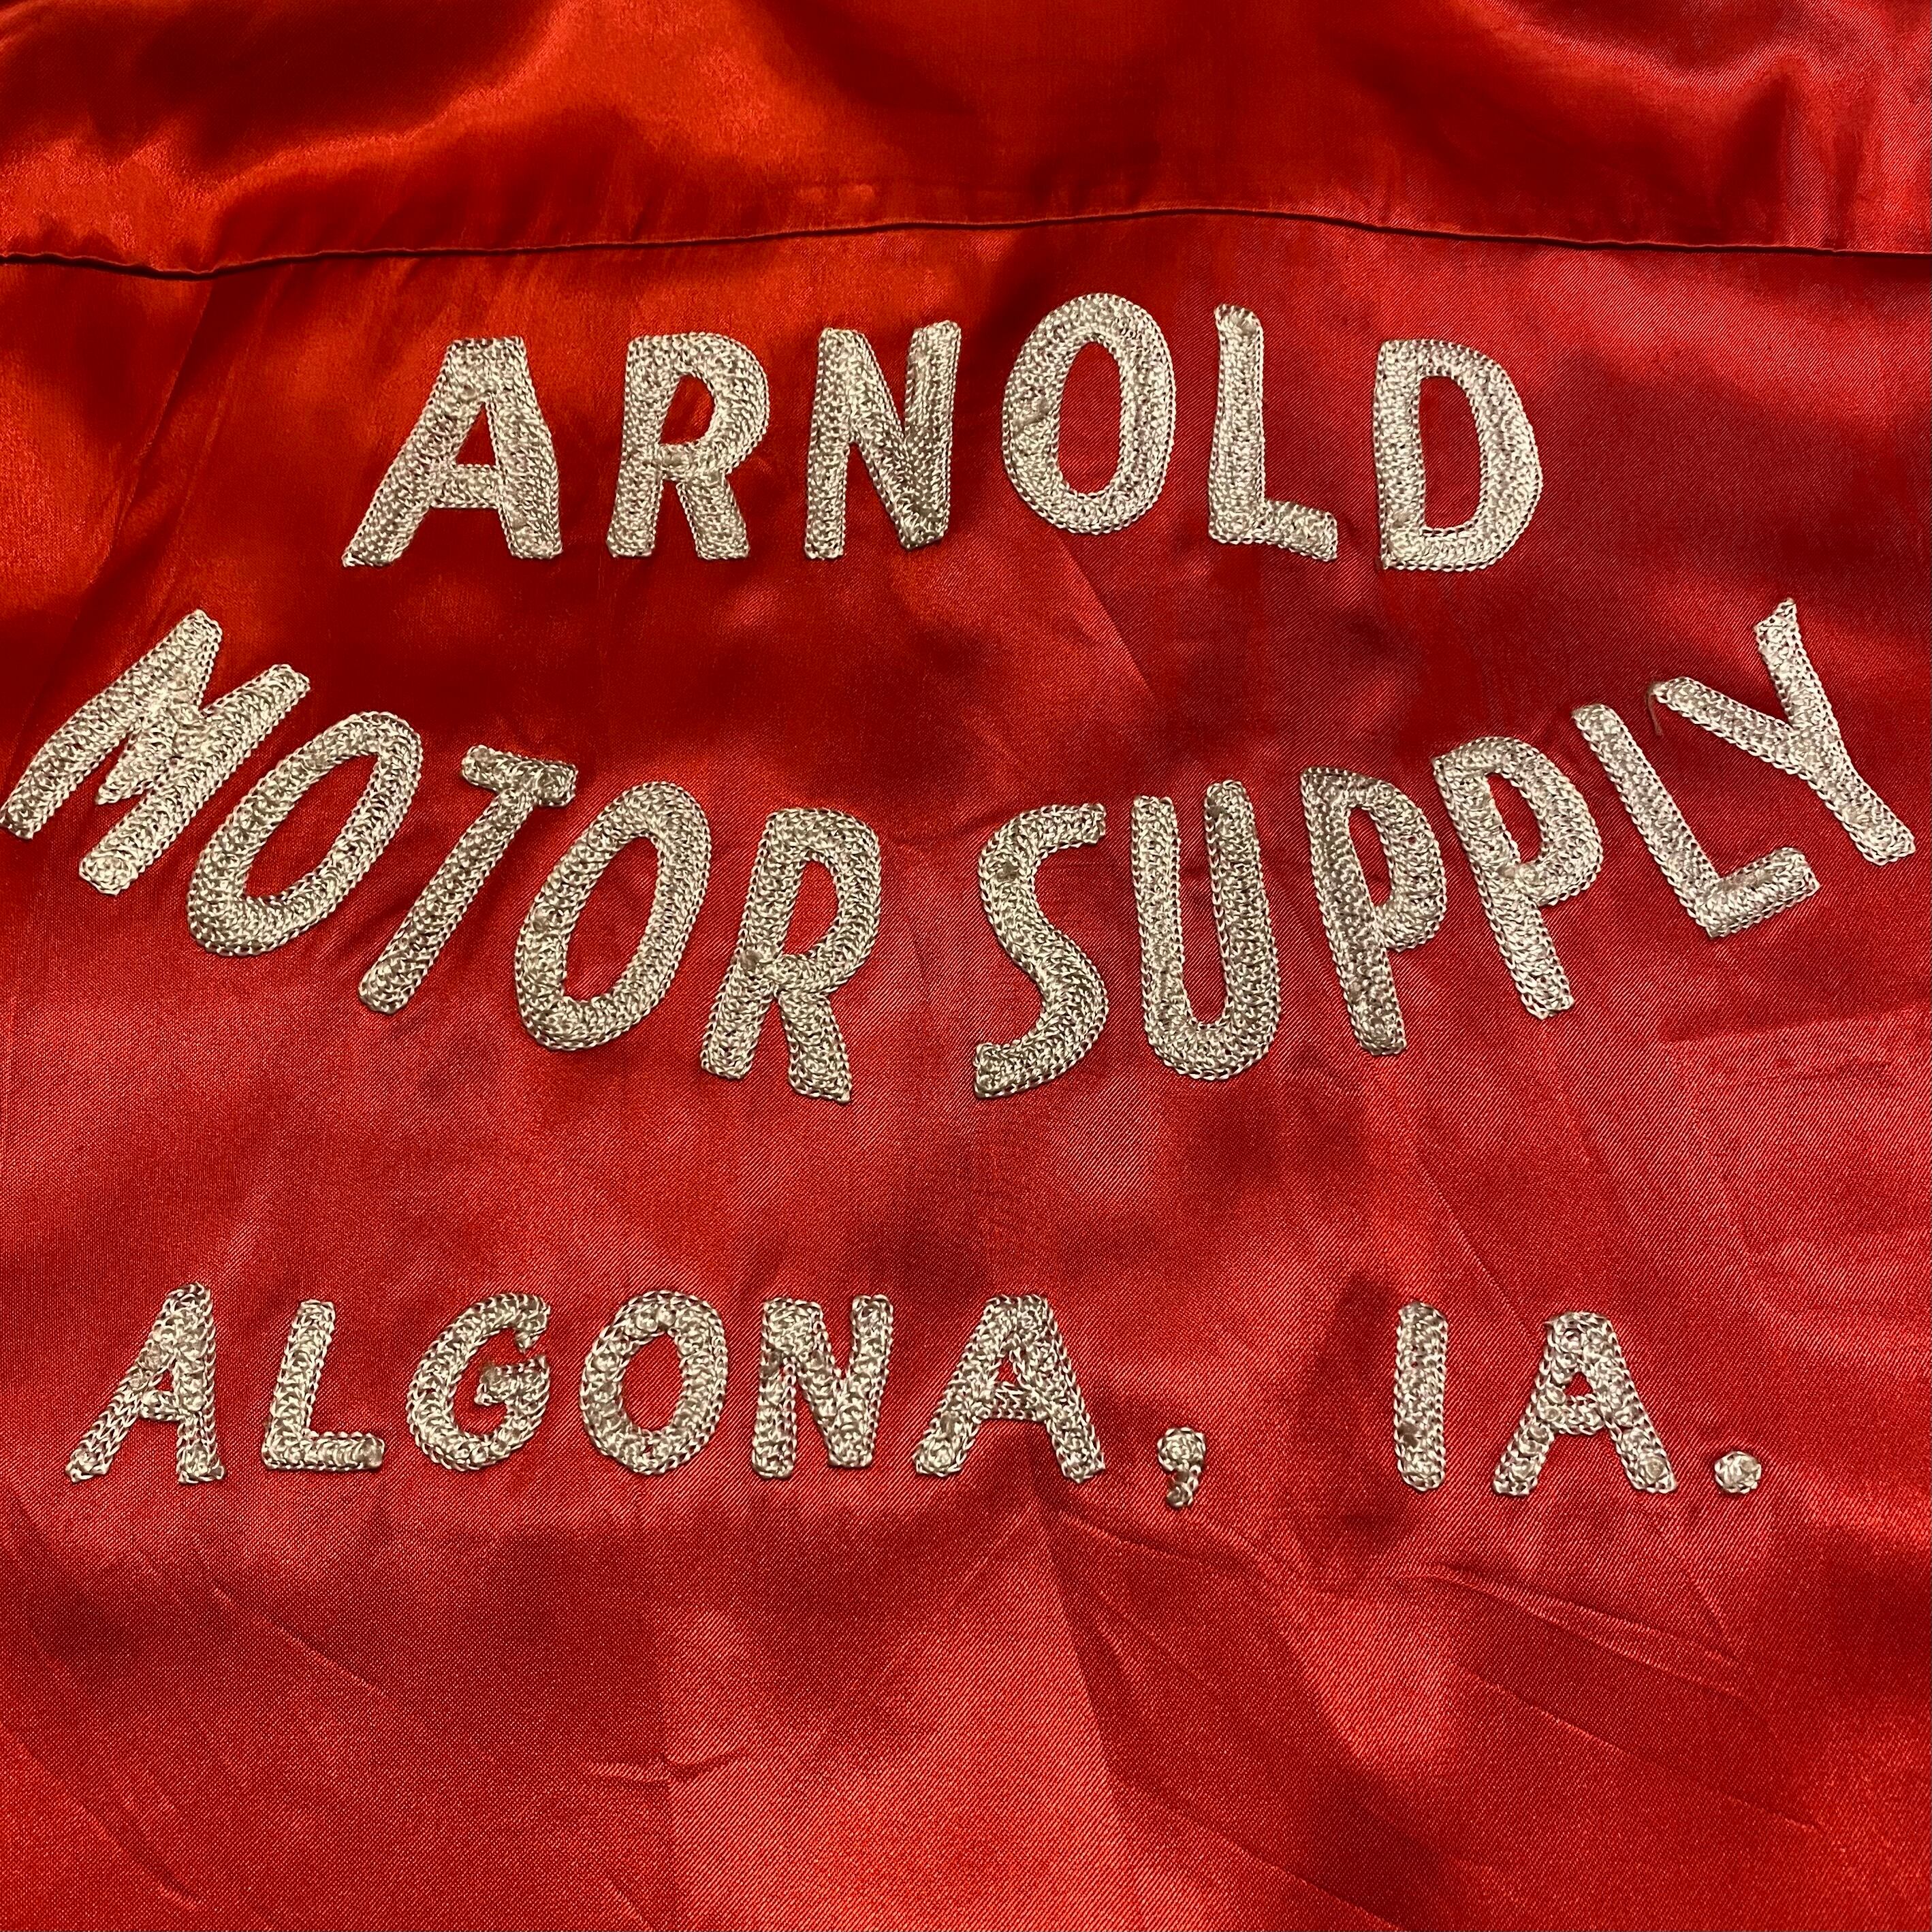 ARNOLD
MOTOR SUPPLY
ALGONA, IA.